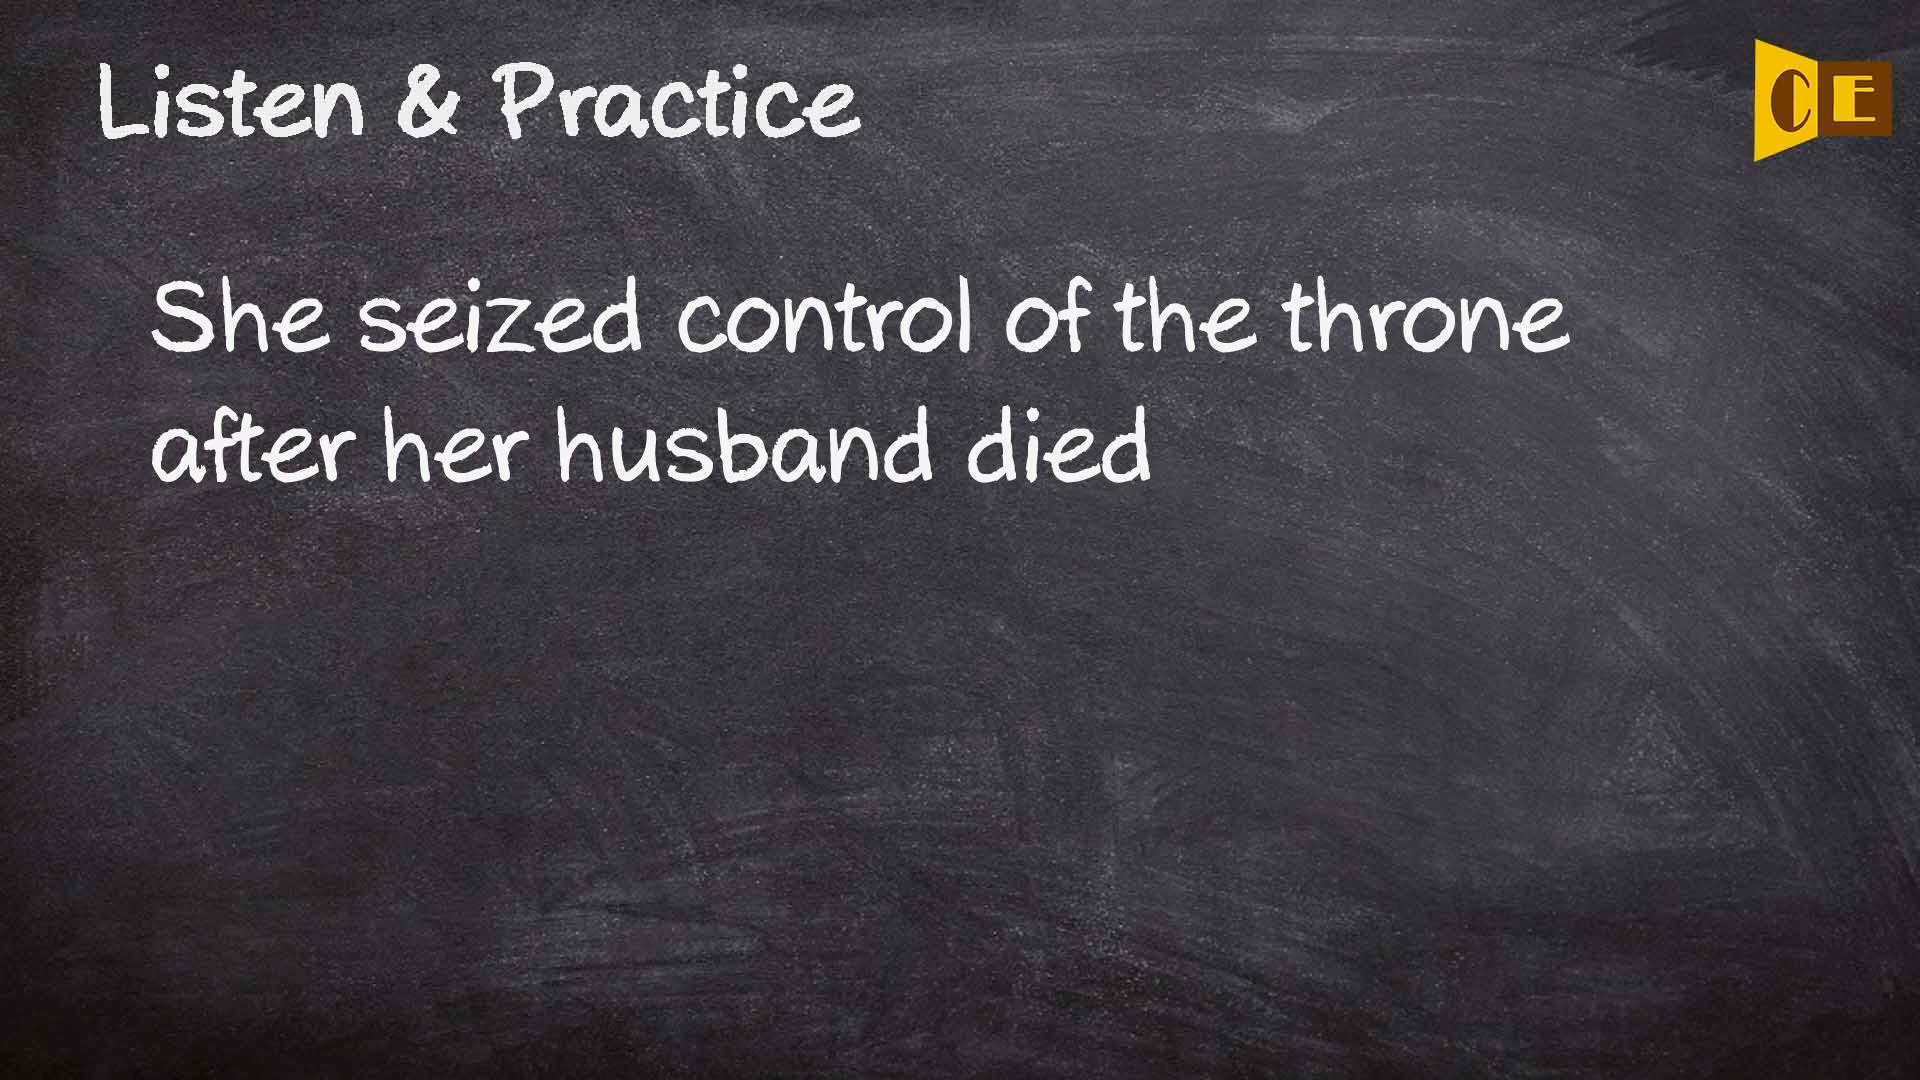 Listen & Practice
CE
She seized control of the throne
after her husband died